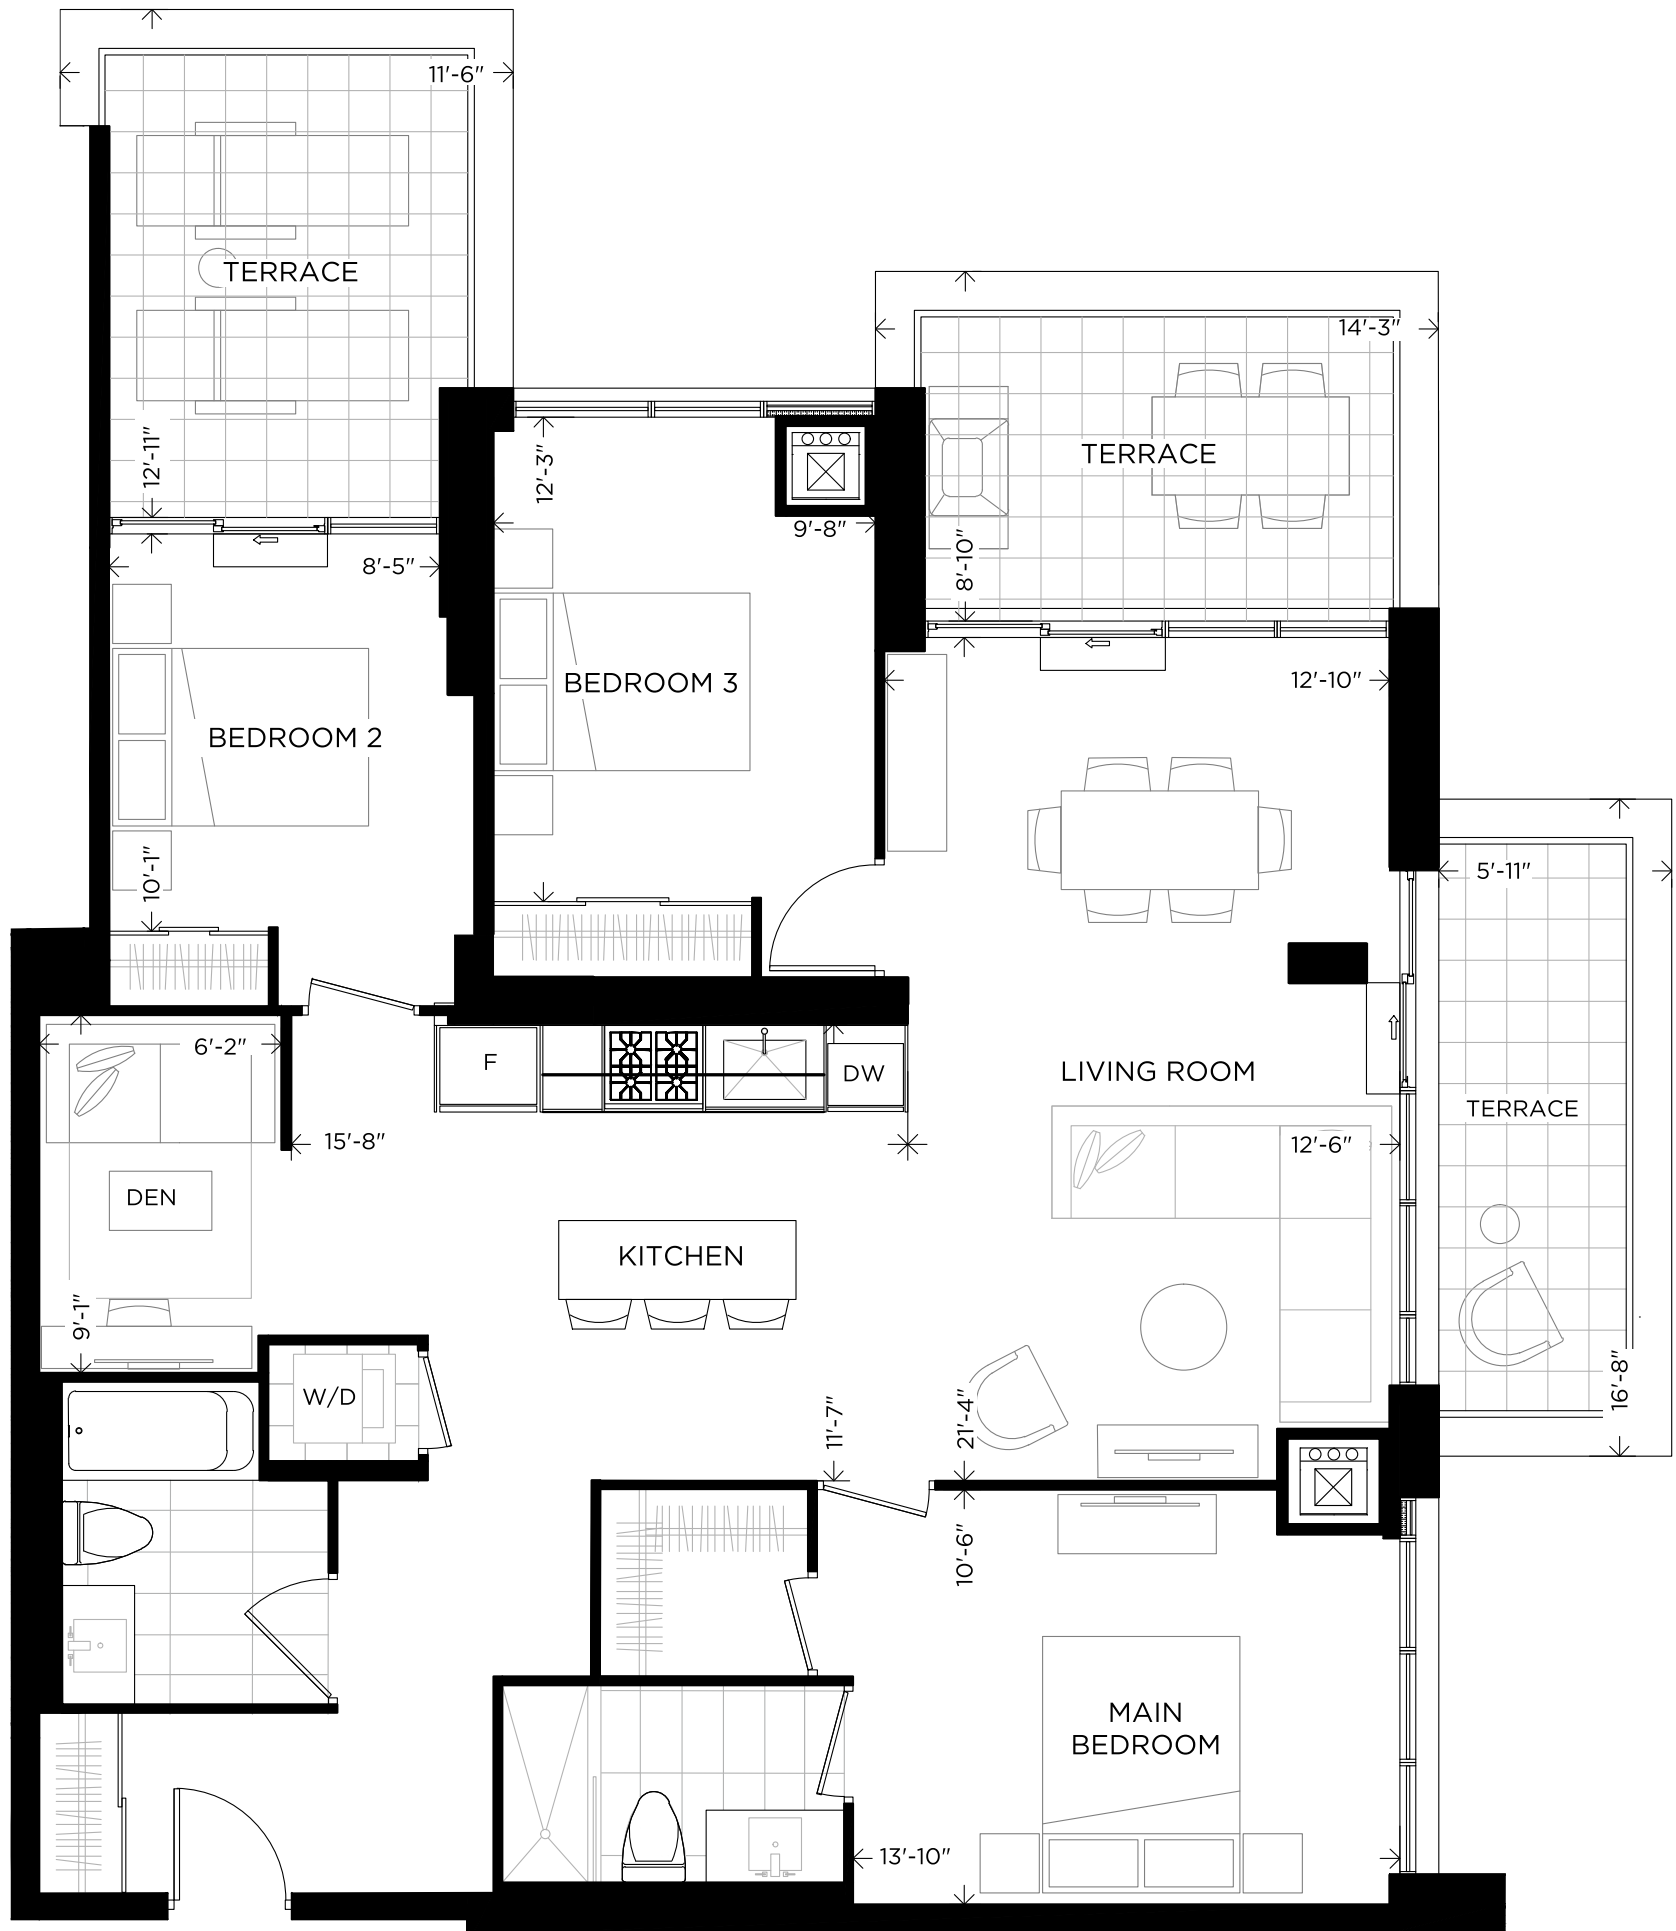 11'-6"
TERRACE
14'-3"
12'-11"
12'-3"
TERRACE
9'-8"
8'-5"
8'-10"
BEDROOM 3
12'-10"
BEDROOM 2
10'-1"
5'-11"
6'-2"
F
DW
LIVING ROOM
TERRACE
15'-8"
12'-6"
DEN
KITCHEN
9'-1"
W/D
11'-7"
21'-4"
16'-8"
10'-6"
MAIN
BEDROOM
13'-10"